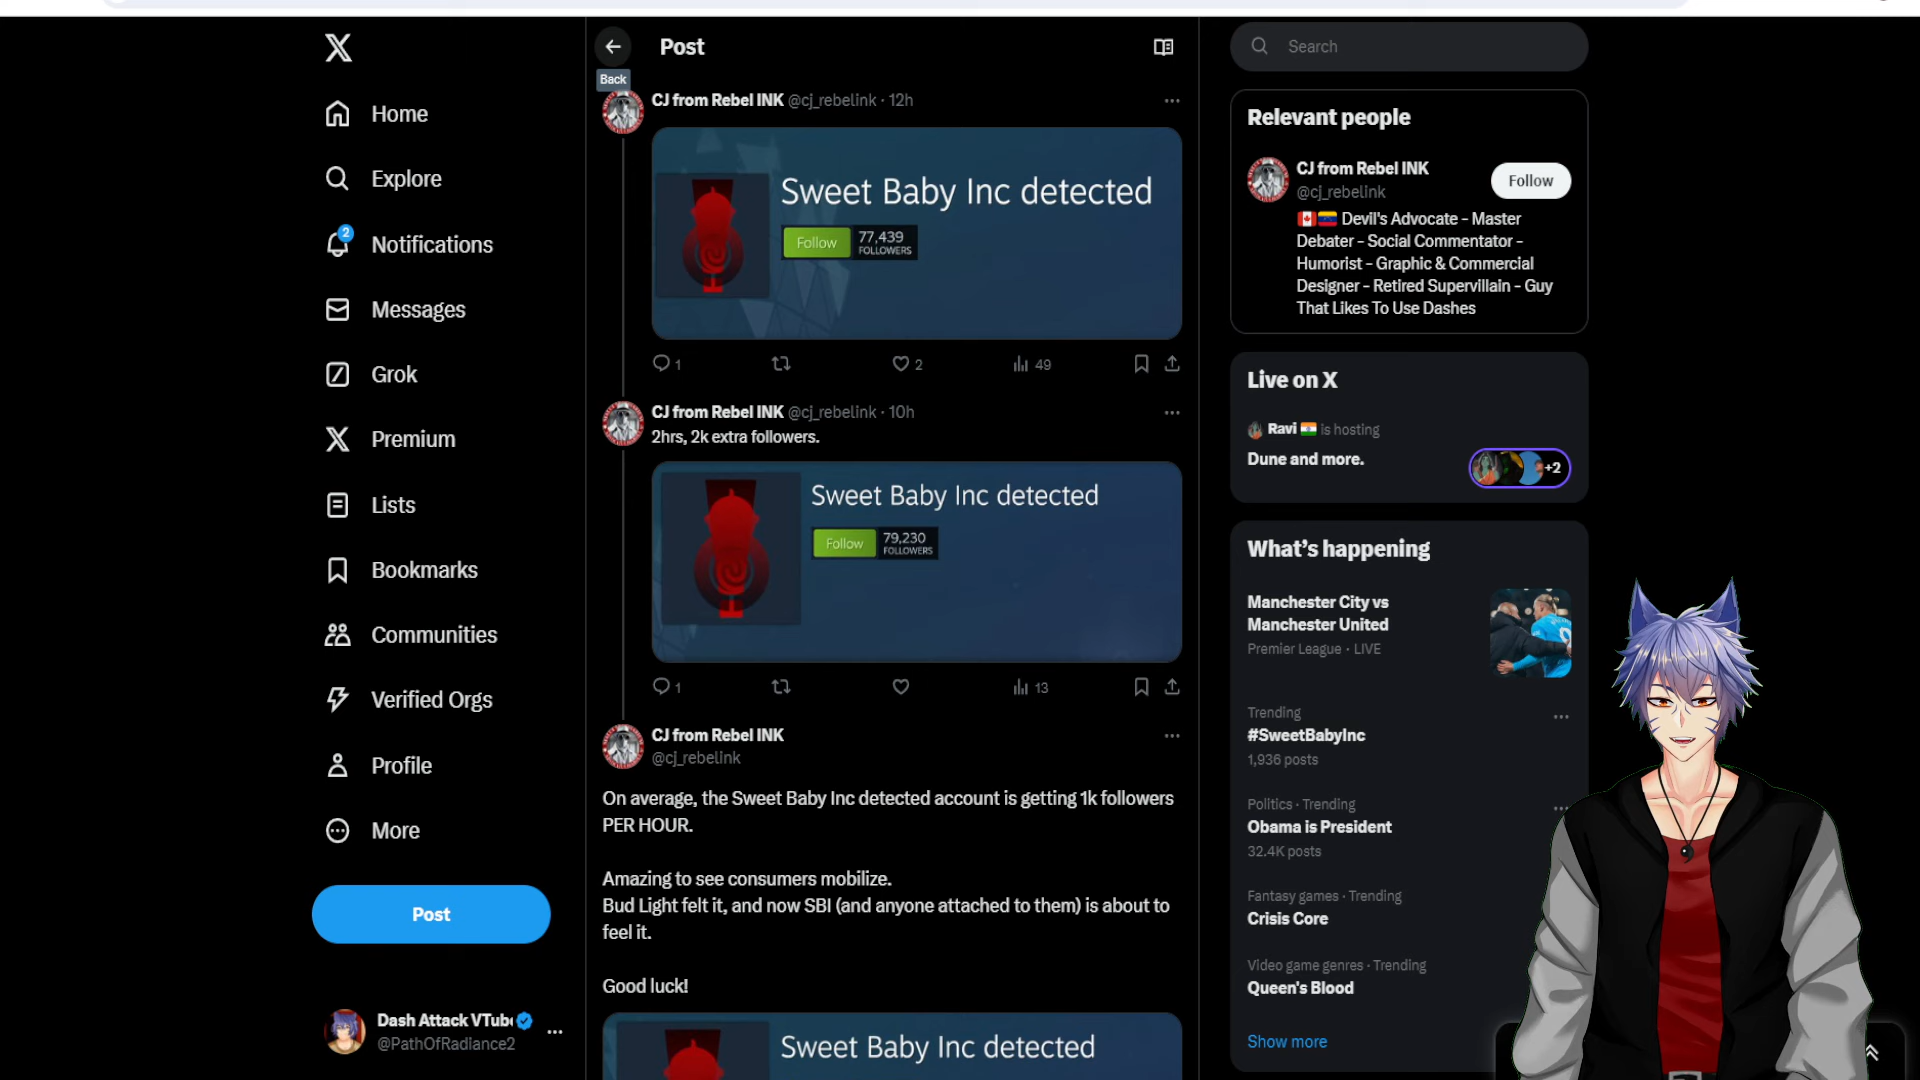 Home
Explore
2
Notifications
Messages
Grok
Premium
Lists
Bookmarks
Communities
Verified Orgs
Profile
More
Post
Dash Attack VTub
@PathOfRadiance2
Post
Back
CJ from Rebel INK @cj_rebelink · 12h
Sweet Baby Inc detected
Follow
77,439
FOLLOWERS
1
2
49
CJ from Rebel INK @cj_rebelink · 10h
2hrs, 2k extra followers.
Sweet Baby Inc detected
Follow
79,230
FOLLOWERS
1
13
CJ from Rebel INK
@cj_rebelink
On average, the Sweet Baby Inc detected account is getting 1k followers
PER HOUR.
Amazing to see consumers mobilize.
Bud Light felt it, and now SBI (and anyone attached to them) is about to
feel it.
Good luck!
Sweet Baby Inc detected
Search
Relevant people
CJ from Rebel INK
@cj_rebelink
Follow
Devil's Advocate - Master
Debater - Social Commentator -
Humorist - Graphic & Commercial
Designer - Retired Supervillain - Guy
That Likes To Use Dashes
Live on X
Ravi is hosting
Dune and more.
+2
What's happening
Manchester City vs
Manchester United
Premier League · LIVE
Trending
#SweetBabyInc
1,936 posts
Politics · Trending
Obama is President
32.4K posts
Fantasy games · Trending
Crisis Core
Video game genres · Trending
Queen's Blood
Show more